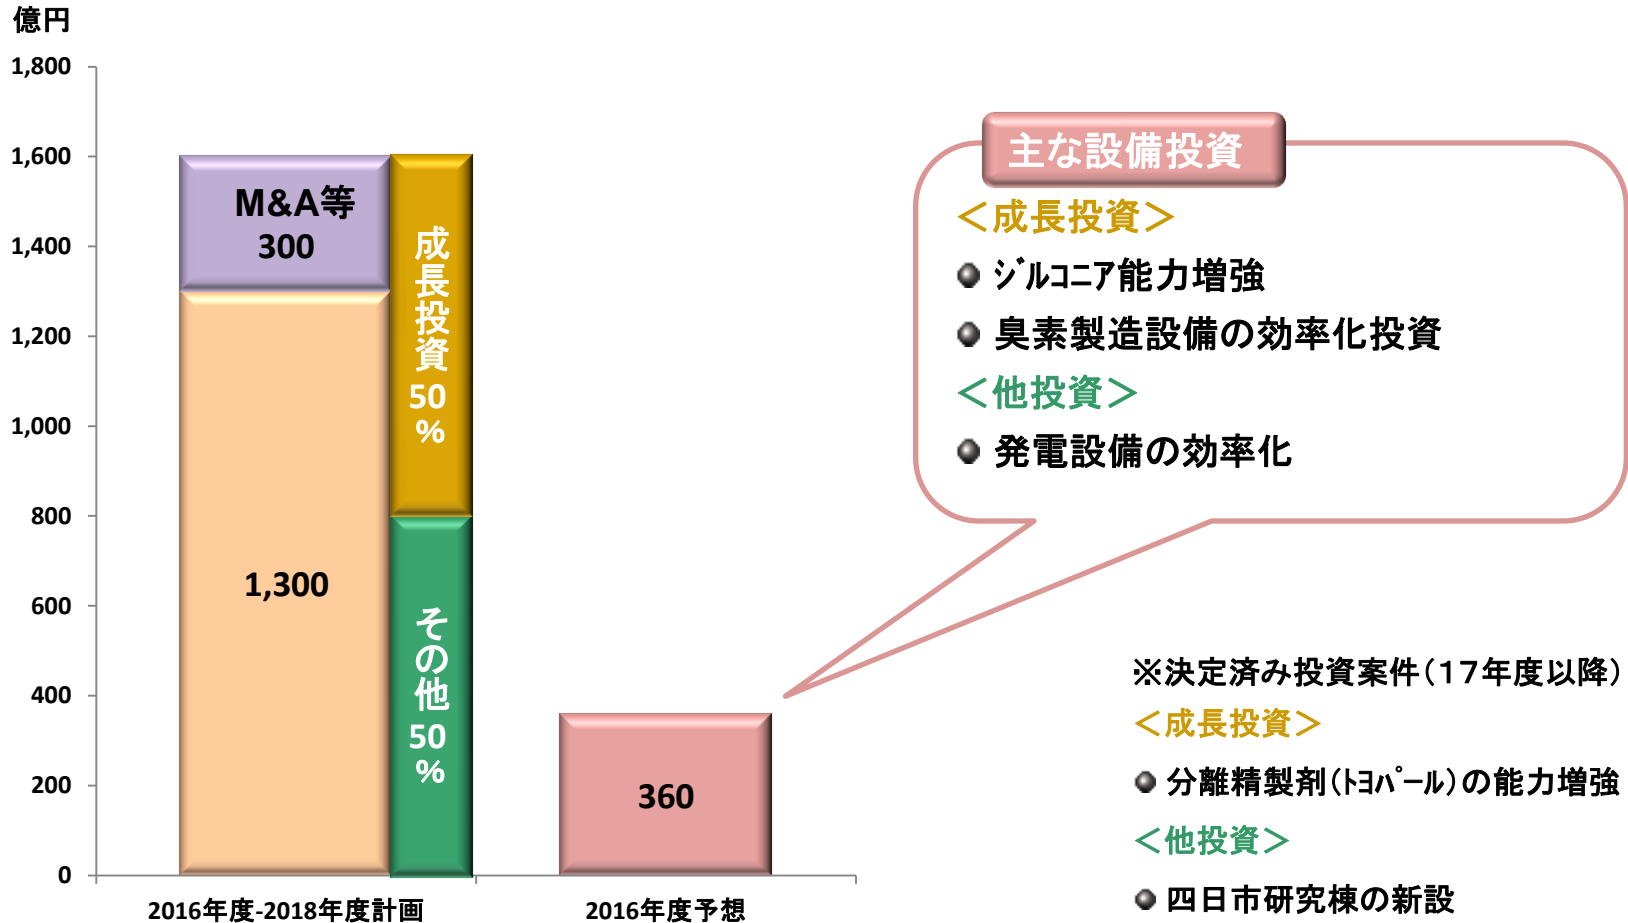 億円
1,800
1,600
1,400
1,200
1,000
800
600
400
200
0
M&A等
300
1,300
成長投資50%
その他50%
360
2016年度-2018年度計画
2016年度予想
主な設備投資
＜成長投資＞
ｼﾞﾙｺﾆｱ能力増強
臭素製造設備の効率化投資
＜他投資＞
発電設備の効率化
※決定済み投資案件（１７年度以降）
＜成長投資＞
分離精製剤（ﾄﾖﾊﾟｰﾙ）の能力増強
＜他投資＞
四日市研究棟の新設